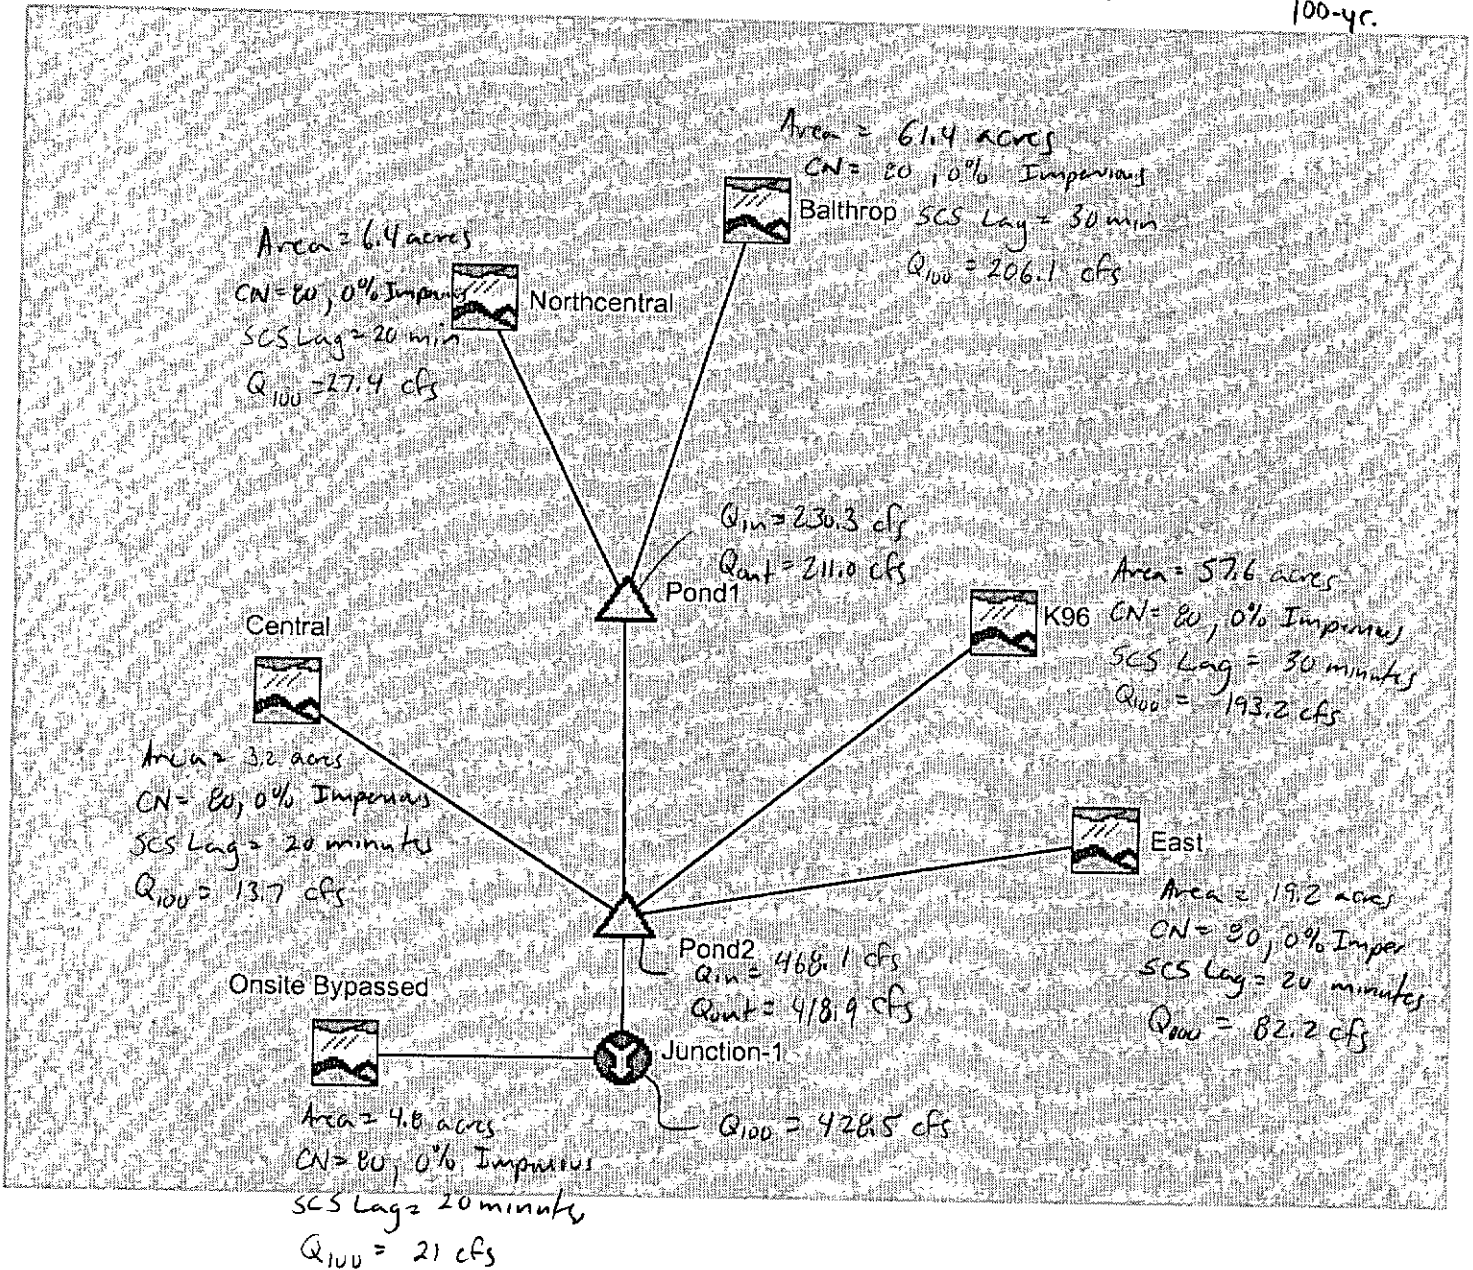 100-yr.
Area = 61.4 acres
CN = 80, 0% Impervious
Balthrop
SCS Lag = 30 min
Q100 = 206.1 cfs
Area = 6.4 acres
CN = 80, 0% Impervious
Northcentral
SCS Lag = 20 min
Q100 = 27.4 cfs
Qin = 230.3 cfs
Qout = 211.0 cfs
Pond1
Area = 57.6 acres
K96
CN = 80, 0% Impervious
SCS Lag = 30 minutes
Q100 = 193.2 cfs
Central
Area = 3.2 acres
CN = 80, 0% Impervious
SCS Lag = 20 minutes
Q100 = 13.7 cfs
East
Area = 19.2 acres
CN = 80, 0% Imper
SCS Lag = 20 minutes
Q100 = 82.2 cfs
Pond2
Qin = 468.1 cfs
Qout = 418.9 cfs
Onsite Bypassed
Junction-1
Q100 = 428.5 cfs
Area = 4.8 acres
CN = 80, 0% Impervious
SCS Lag = 20 minutes
Q100 = 21 cfs